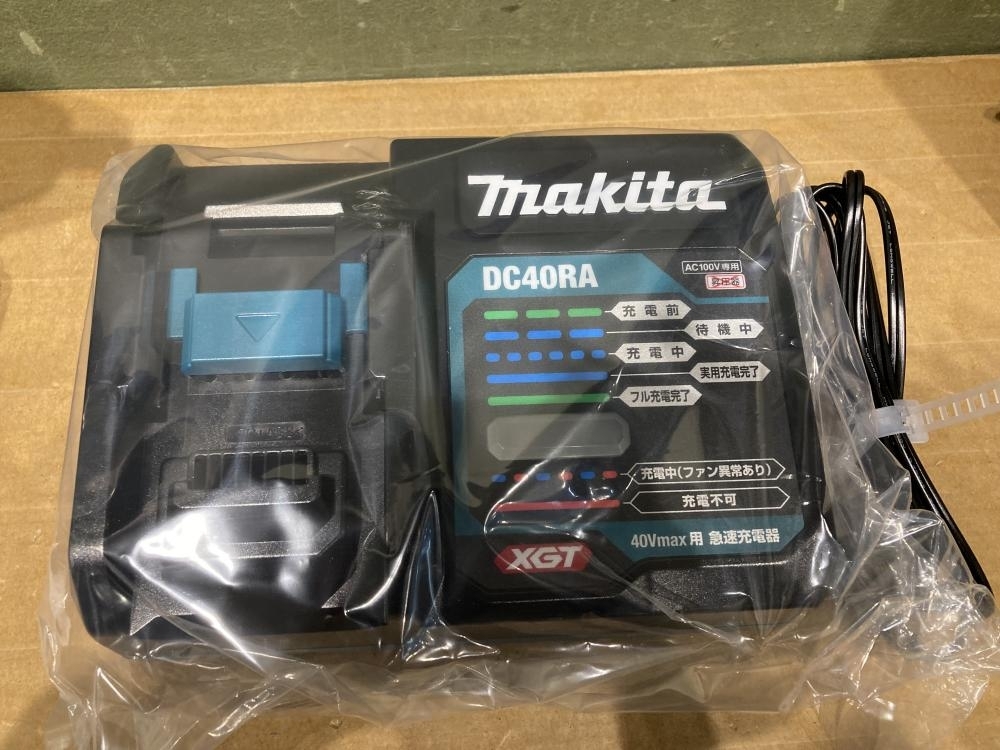 makita
DC40RA
AC100V専用
昇圧器
充電前
待機中
充電中
実用充電完了
フル充電完了
充電中(ファン異常あり)
充電不可
XGT
40Vmax用 急速充電器